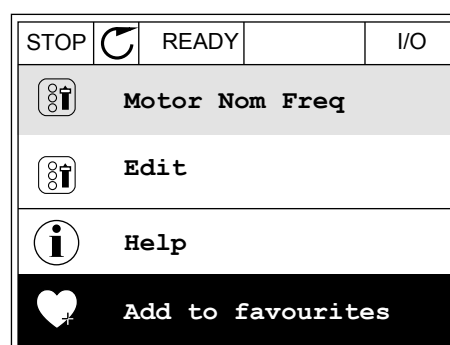 STOP READY I/O
Motor Nom Freq
Edit
Help
Add to favourites